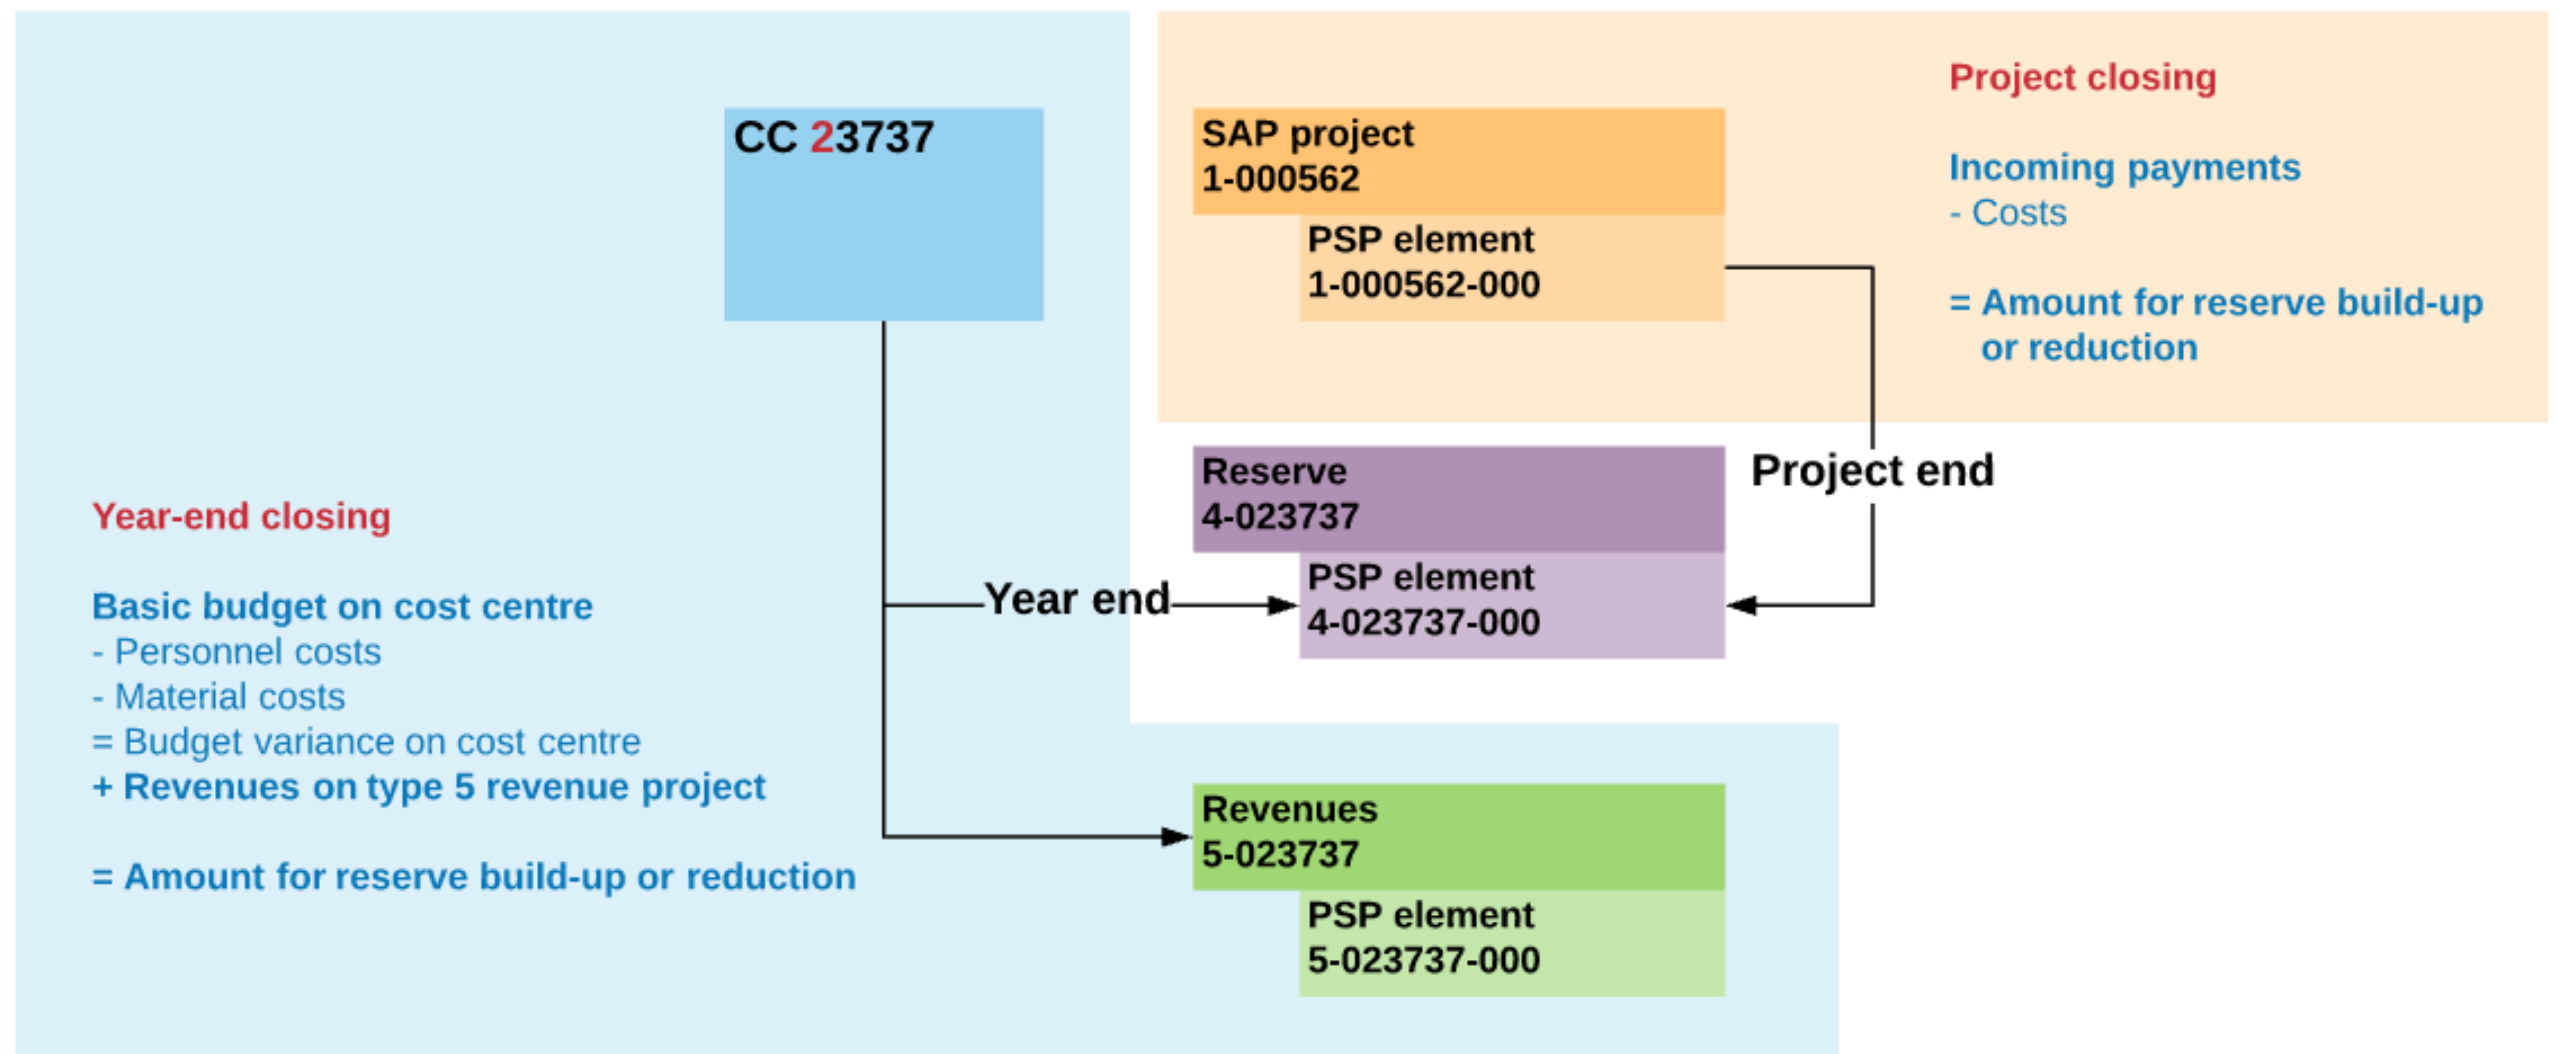 CC 23737
SAP project
1-000562
PSP element
1-000562-000
Project closing
Incoming payments
- Costs
= Amount for reserve build-up
or reduction
Reserve
4-023737
PSP element
4-023737-000
Project end
Year end
Year-end closing
Basic budget on cost centre
- Personnel costs
- Material costs
= Budget variance on cost centre
+ Revenues on type 5 revenue project
= Amount for reserve build-up or reduction
Revenues
5-023737
PSP element
5-023737-000